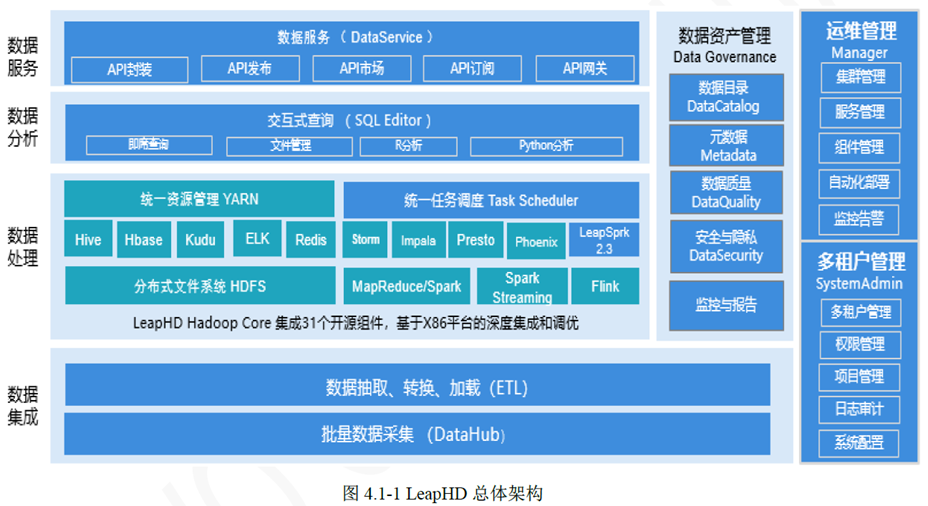 数据
服务
数据服务 ( DataService )
API封装
API发布
API市场
API订阅
API网关
数据
分析
交互式查询 ( SQL Editor )
即席查询
文件管理
R分析
Python分析
数据
处理
统一资源管理 YARN
统一任务调度 Task Scheduler
Hive
Hbase
Kudu
ELK
Redis
Storm
Impala
Presto
Phoenix
LeapSprk
2.3
分布式文件系统 HDFS
MapReduce/Spark
Spark
Streaming
Flink
LeapHD Hadoop Core 集成31个开源组件，基于X86平台的深度集成和调优
数据
集成
数据抽取、转换、加载（ETL）
批量数据采集 （DataHub）
数据资产管理
Data Governance
数据目录
DataCatalog
元数据
Metadata
数据质量
DataQuality
安全与隐私
DataSecurity
监控与报告
运维管理
Manager
集群管理
服务管理
组件管理
自动化部署
监控告警
多租户管理
SystemAdmin
多租户管理
权限管理
项目管理
日志审计
系统配置
图 4.1-1 LeapHD 总体架构